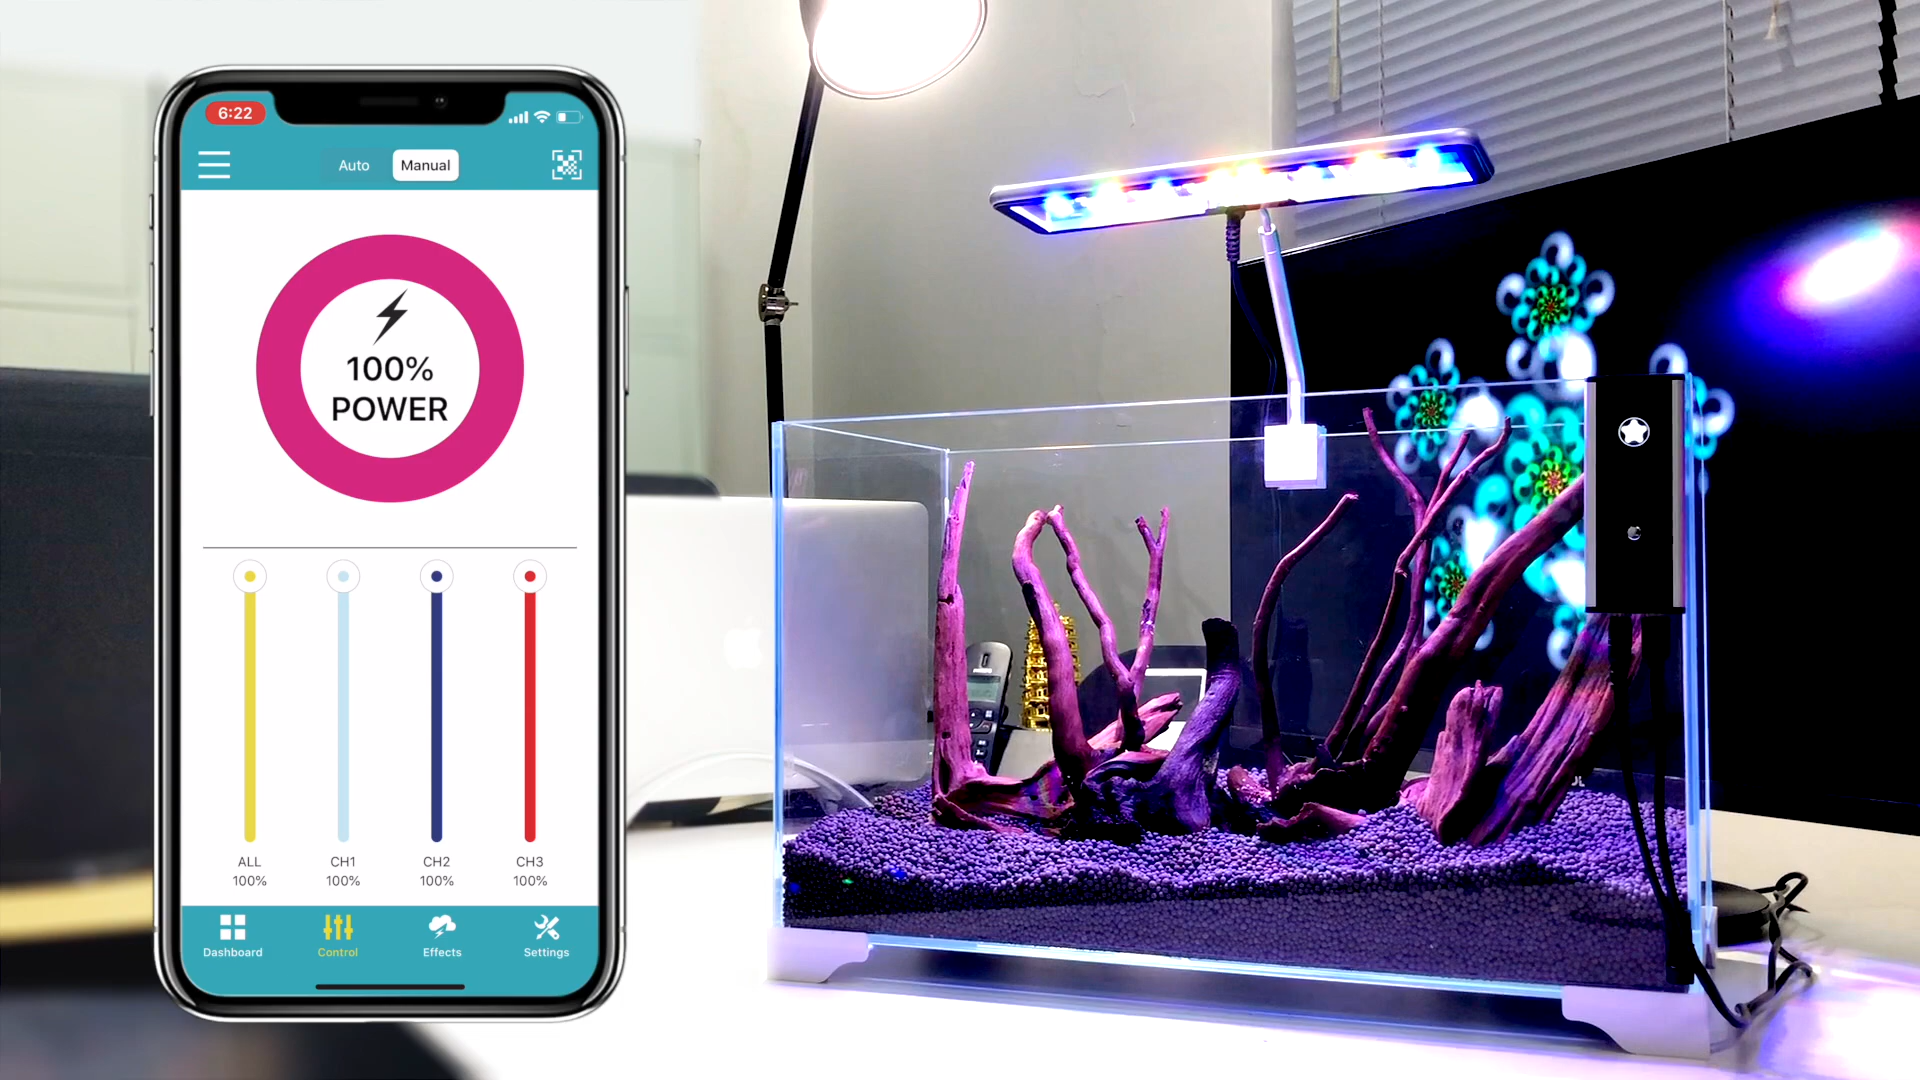 6:22
Auto
Manual
100%
POWER
ALL
CH1
CH2
CH3
100%
100%
100%
100%
Dashboard
Control
Effects
Settings